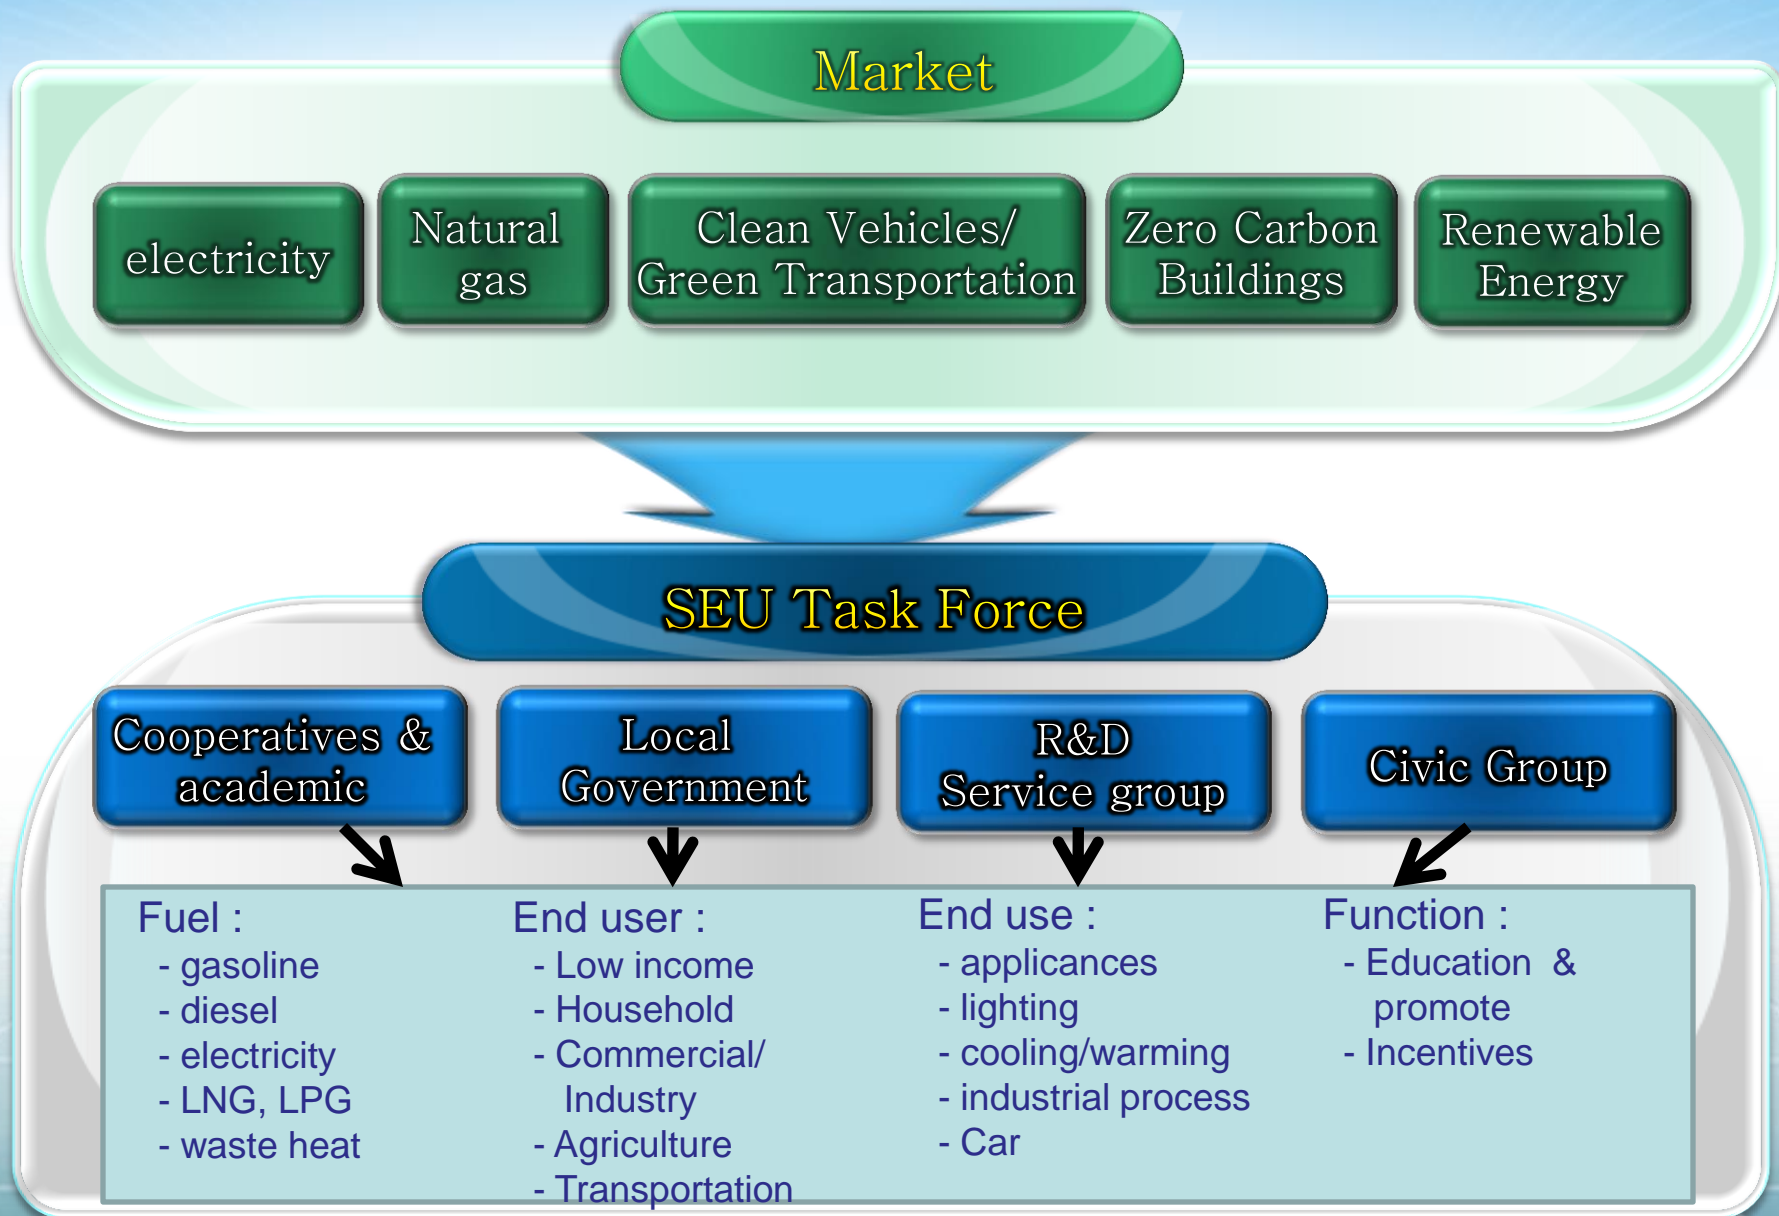 Market
electricity
Natural
gas
Clean Vehicles/
Green Transportation
Zero Carbon
Buildings
Renewable
Energy
SEU Task Force
Cooperatives &
academic
Local
Government
R&D
Service group
Civic Group
Fuel :
- gasoline
- diesel
- electricity
- LNG, LPG
- waste heat
End user :
- Low income
- Household
- Commercial/
Industry
- Agriculture
- Transportation
End use :
- applicances
- lighting
- cooling/warming
- industrial process
- Car
Function :
- Education &
promote
- Incentives